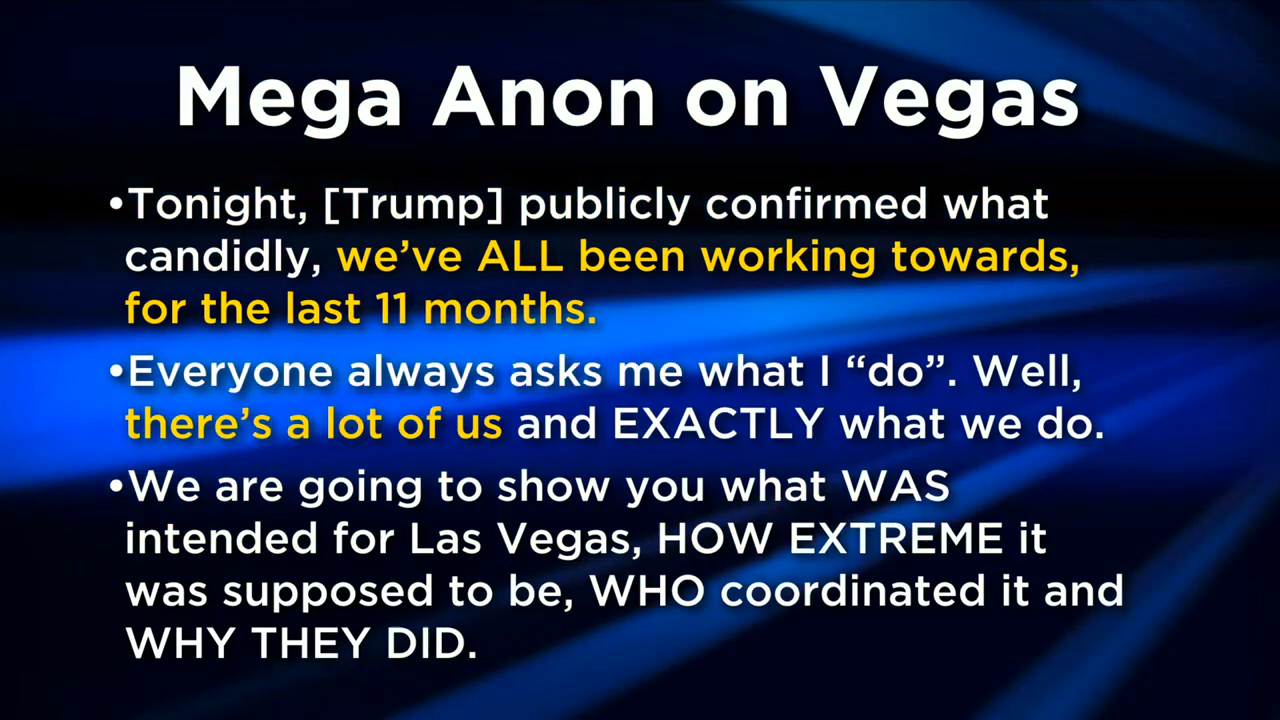 Mega Anon on Vegas
•Tonight, [Trump] publicly confirmed what
candidly, we’ve ALL been working towards,
for the last 11 months.
•Everyone always asks me what I “do”. Well,
there’s a lot of us and EXACTLY what we do.
•We are going to show you what WAS
intended for Las Vegas, HOW EXTREME it
was supposed to be, WHO coordinated it and
WHY THEY DID.